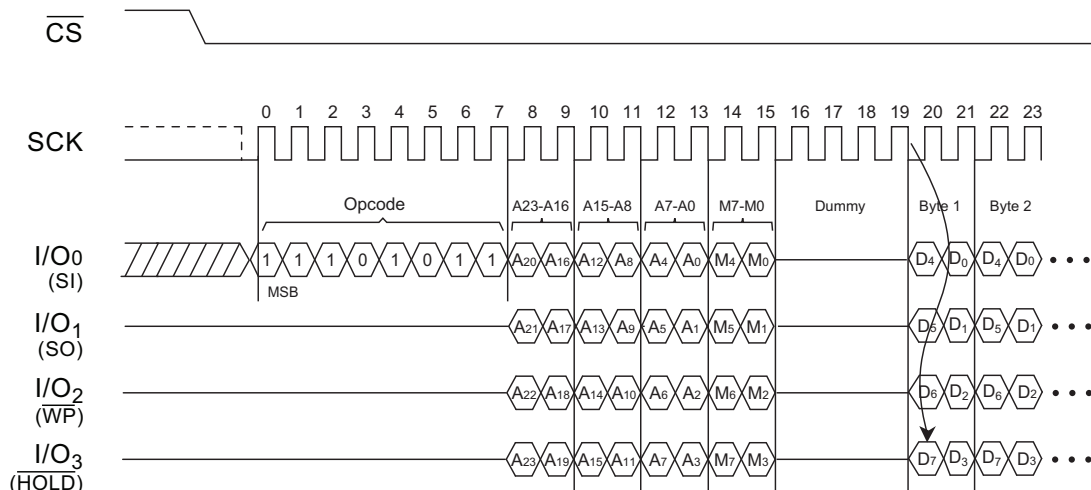 CS
0 1 2 3 4 5 6 7 8 9 10 11 12 13 14 15 16 17 18 19 20 21 22 23
SCK
Opcode A23-A16 A15-A8 A7-A0 M7-M0 Dummy Byte 1 Byte 2
I/O0 1 1 1 0 1 0 1 1 A20 A16 A12 A8 A4 A0 M4 M0 D4 D0 D4 D0 • • •
(SI)
MSB
I/O1 A21 A17 A13 A9 A5 A1 M5 M1 D5 D1 D5 D1 • • •
(SO)
I/O2 A22 A18 A14 A10 A6 A2 M6 M2 D6 D2 D6 D2 • • •
(WP)
I/O3 A23 A19 A15 A11 A7 A3 M7 M3 D7 D3 D7 D3 • • •
(HOLD)